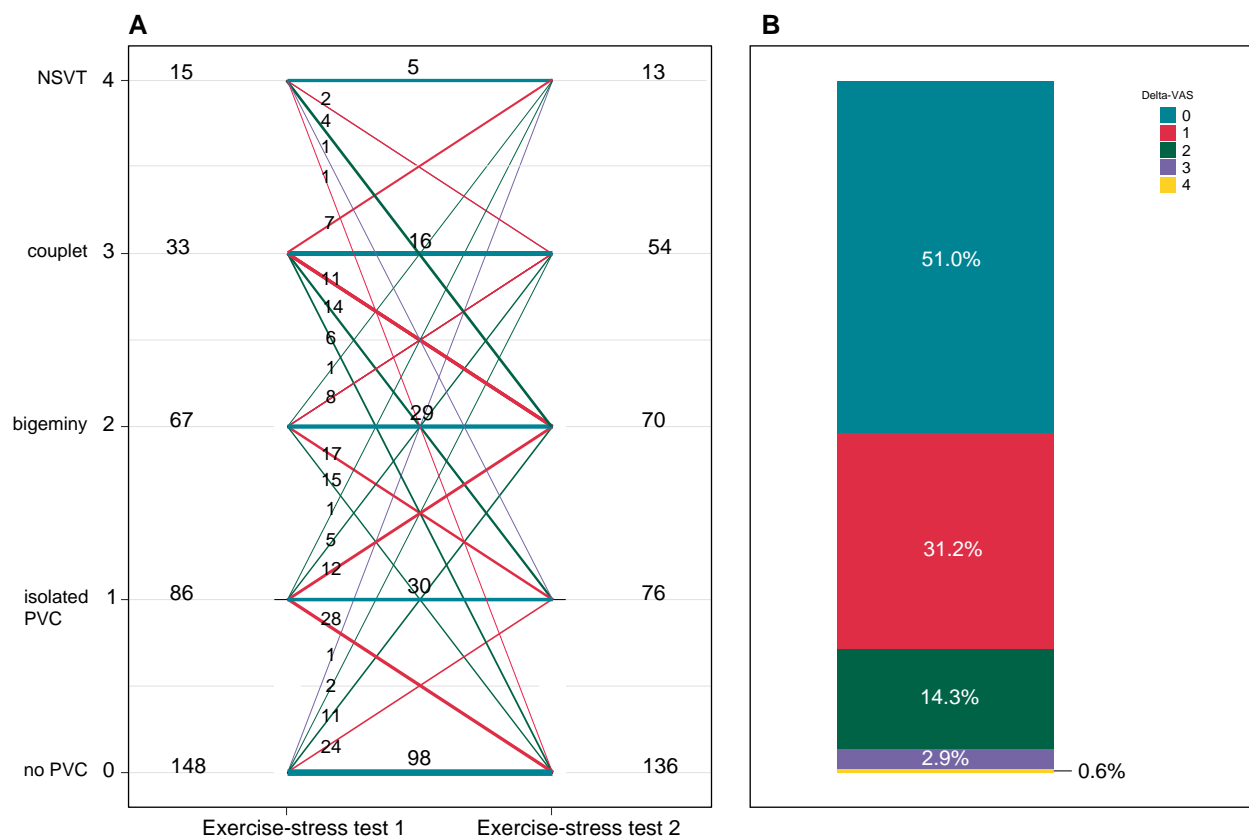 A
B
NSVT 4 15 5 13
2
4
1
1
7
couplet 3 33 16 54
11
14
6
1
8
bigeminy 2 67 29 70
17
15
1
5
12
isolated
PVC
1 86 30 76
28
1
2
11
24
no PVC 0 148 98 136
Exercise-stress test 1 Exercise-stress test 2
Delta-VAS
0
1
2
3
4
51.0%
31.2%
14.3%
2.9%
0.6%